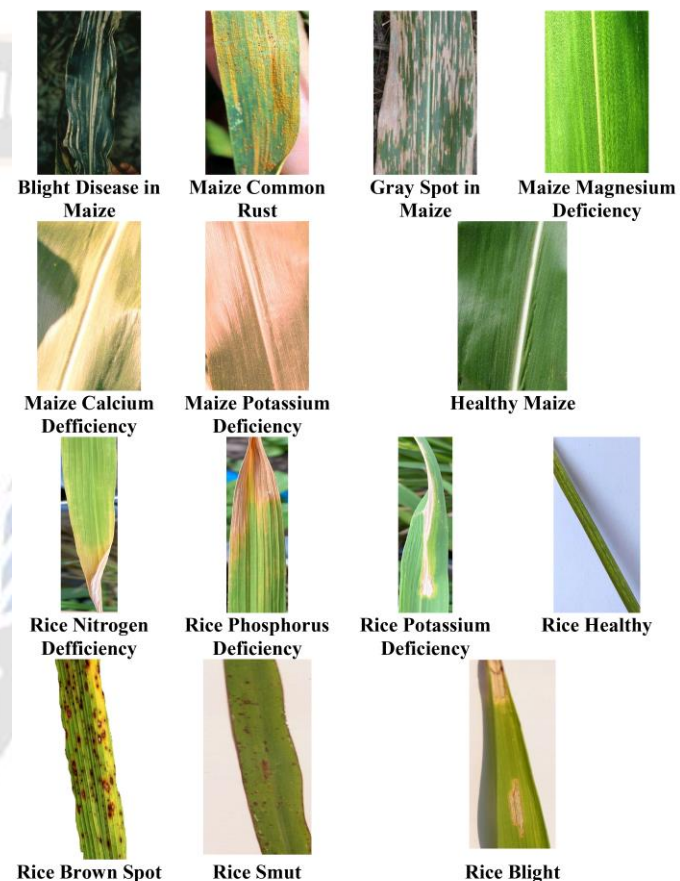 Blight Disease in
Maize
Maize Common
Rust
Gray Spot in
Maize
Maize Magnesium
Deficiency
Maize Calcium
Defficiency
Maize Potassium
Deficiency
Healthy Maize
Rice Nitrogen
Defficiency
Rice Phosphorus
Deficiency
Rice Potassium
Deficiency
Rice Healthy
Rice Brown Spot
Rice Smut
Rice Blight